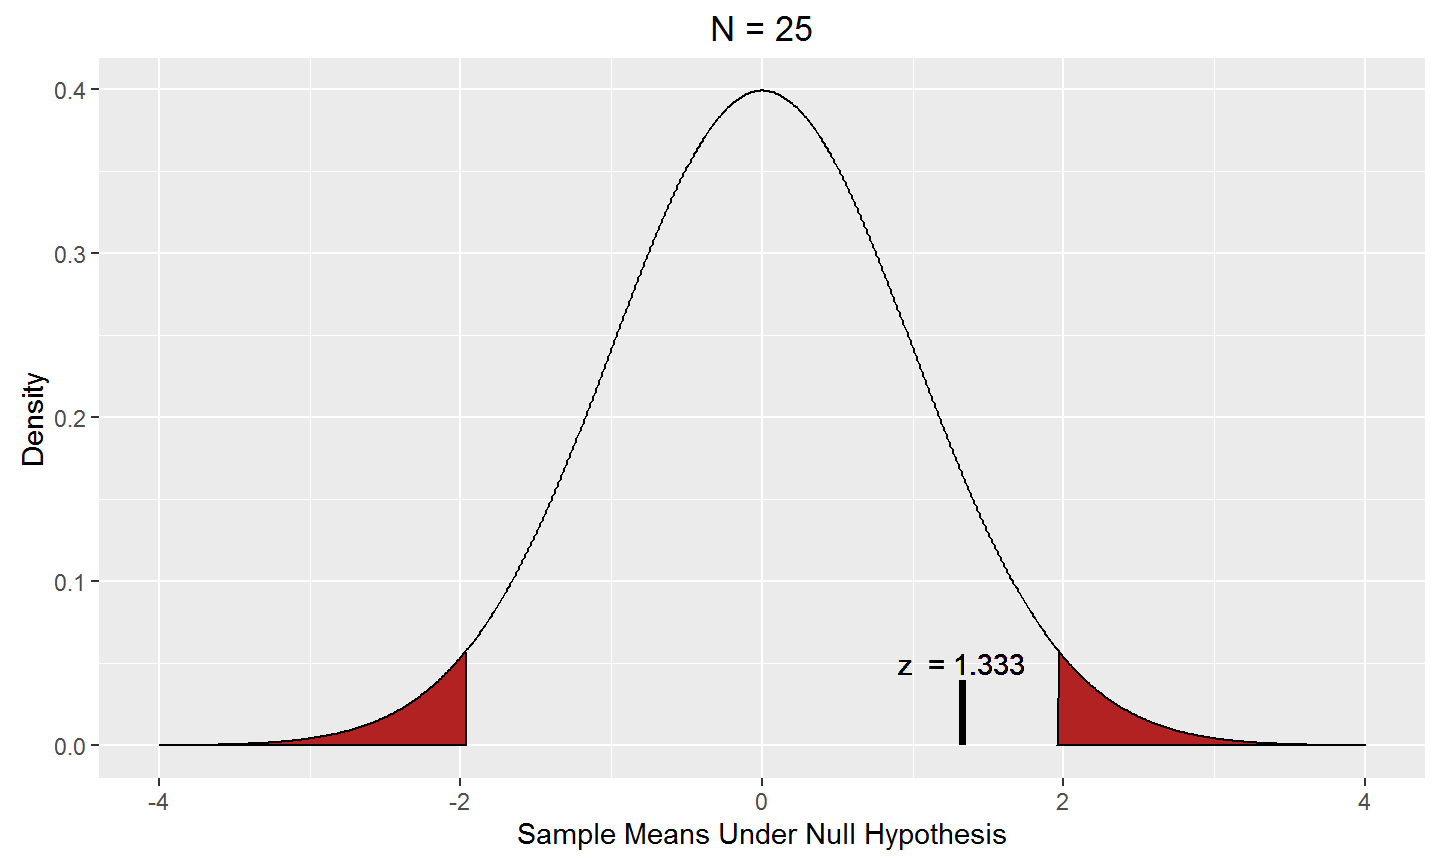 N = 25
0.4
0.3
0.2
0.1
0.0
Density
z = 1.333
-4
-2
0
2
4
Sample Means Under Null Hypothesis